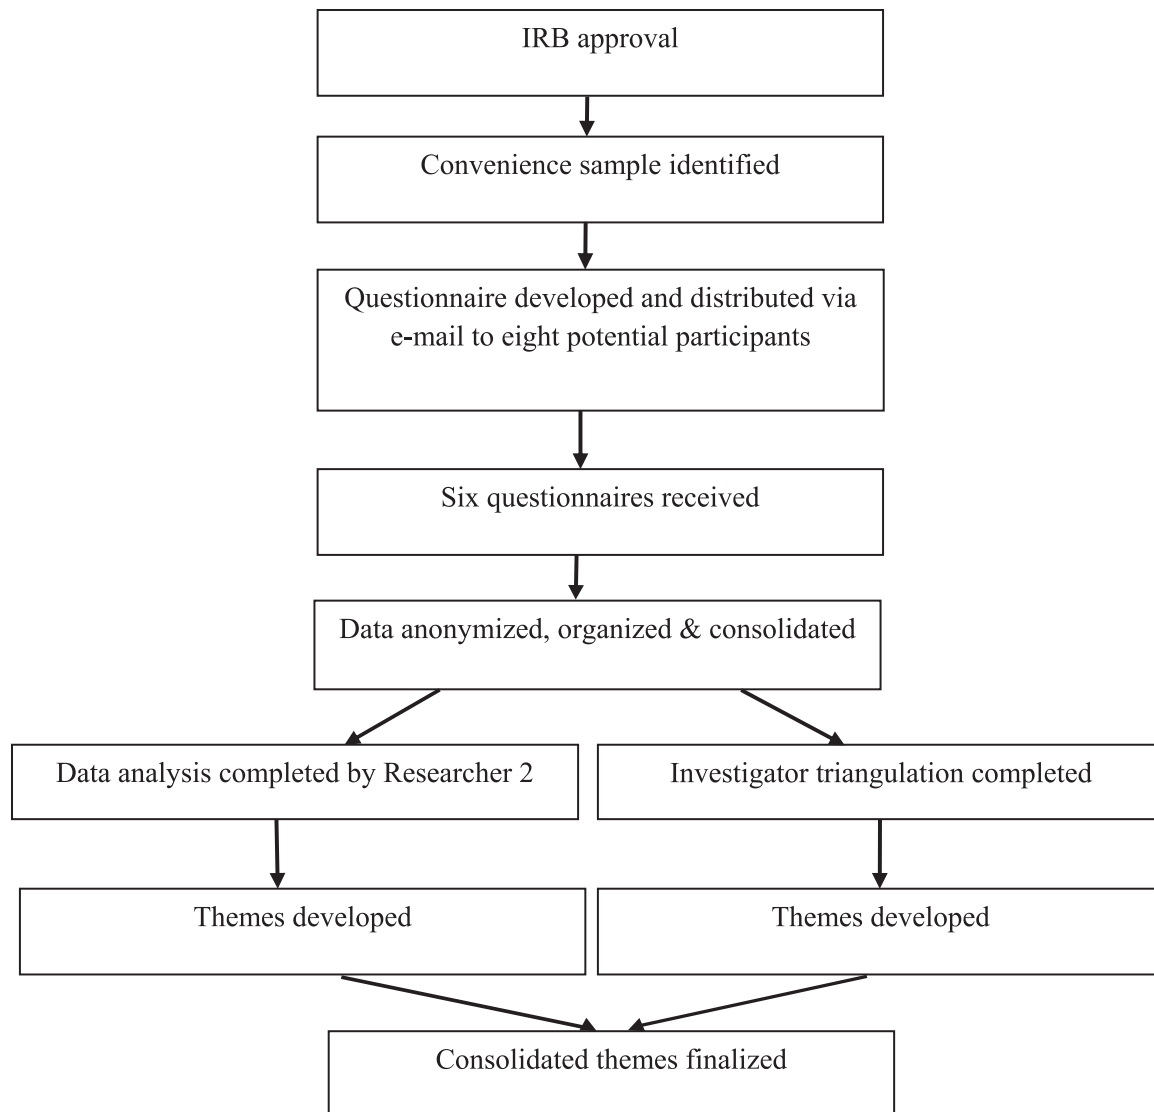 IRB approval
Convenience sample identified
Questionnaire developed and distributed via
e-mail to eight potential participants
Six questionnaires received
Data anonymized, organized & consolidated
Data analysis completed by Researcher 2
Investigator triangulation completed
Themes developed
Themes developed
Consolidated themes finalized